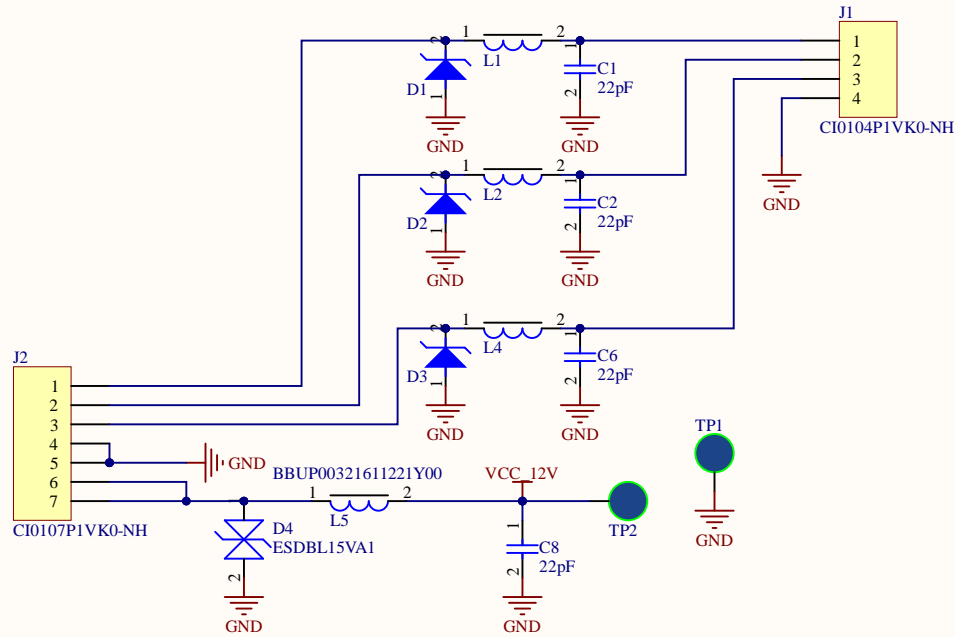 J1
2
1
2
1
L1
1
C1
22pF
D1
1
2
GND
GND
1
2
3
4
CI0104P1VK0-NH
GND
1
2
L2
1
C2
22pF
D2
1
2
GND
GND
2
1
2
L4
1
C6
22pF
D3
1
2
GND
GND
J2
1
2
3
4
5
6
7
CI0107P1VK0-NH
GND
BBUP00321611221Y00
1
2
L5
VCC_12V
TP1
GND
TP2
D4
ESDBL15VA1
2
GND
1
C8
22pF
2
GND